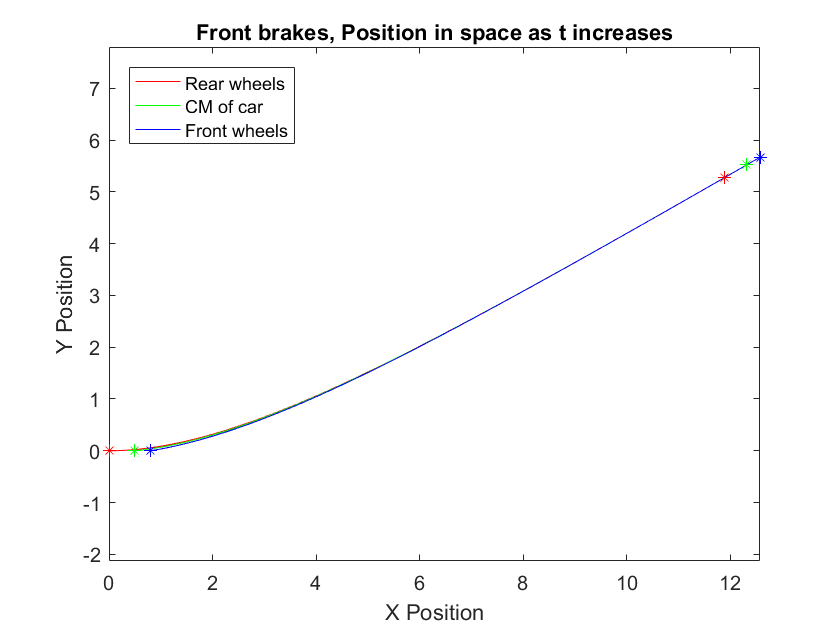 Front brakes, Position in space as t increases
Rear wheels
CM of car
Front wheels
7
6
5
4
3
2
1
0
-1
-2
Y Position
0 2 4 6 8 10 12
X Position